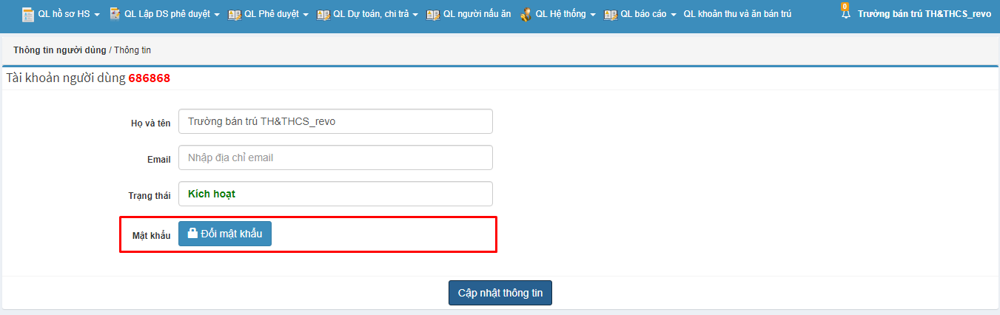 QL hồ sơ HS QL Lập DS phê duyệt QL Phê duyệt QL Dự toán, chi trả QL người nấu ăn QL Hệ thống QL báo cáo QL khoản thu và ăn bán trú 0 Trường bán trú TH&THCS_revo
Thông tin người dùng / Thông tin
Tài khoản người dùng 686868
Họ và tên Trường bán trú TH&THCS_revo
Email Nhập địa chỉ email
Trạng thái Kích hoạt
Mật khẩu Đổi mật khẩu
Cập nhật thông tin